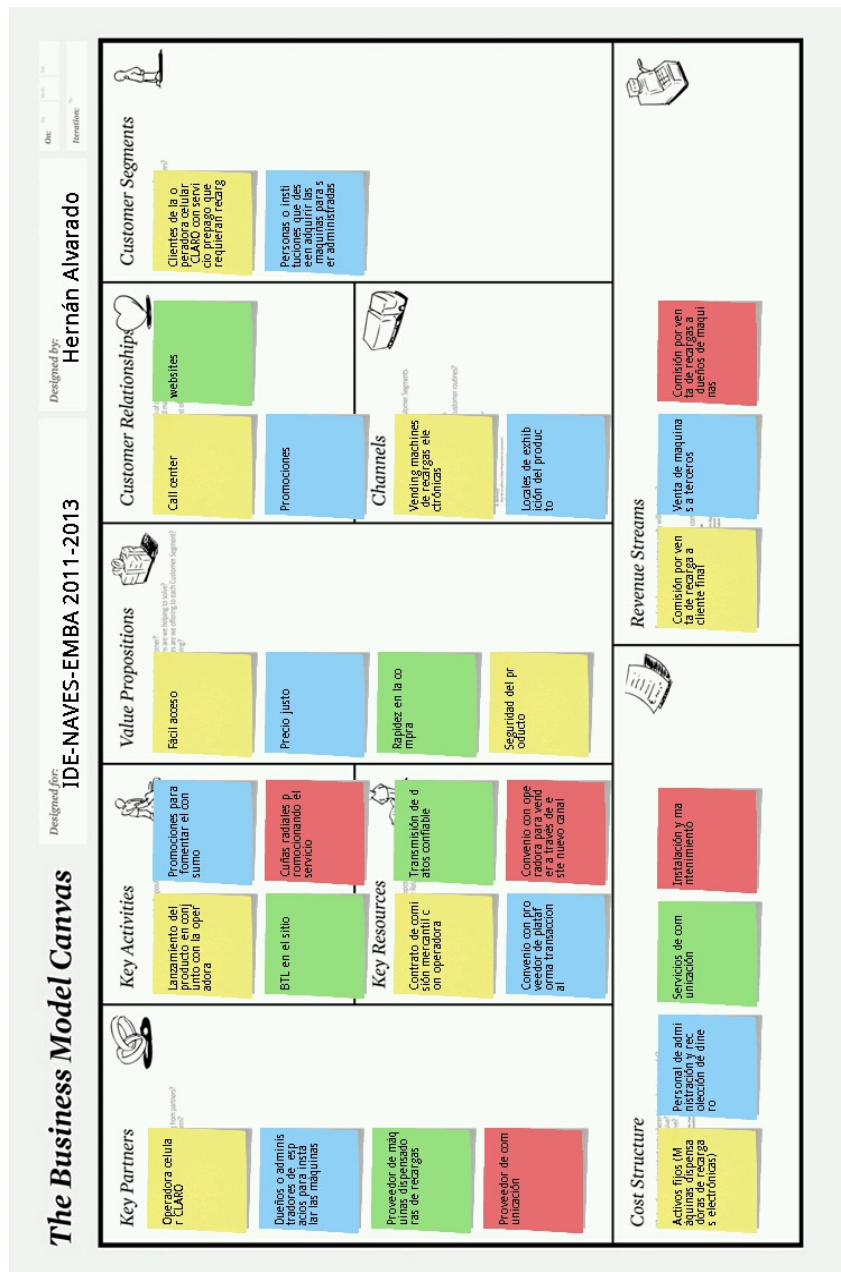 The Business Model Canvas
Designed for:
IDE-NAVES-EMBA 2011-2013
Designed by:
Hernán Alvarado
On:
Iteration:
Key Partners
Operadora celula
r CLARO
Dueños o adminis
tradores de esp
acios para insta
lar las máquinas
Proveedor de máq
uinas dispensado
ras de recargas
Proveedor de com
unicación
Key Activities
Lanzamiento del
producto en conj
unto con la oper
adora
Promociones para
fomentar el con
sumo
BTL en el sitio
Cuñas radiales p
romocionando el
servicio
Key Resources
Contrato de comi
sión mercantil c
on operadora
Transmisión de d
atos confiable
Convenio con pro
veedor de plataf
orma transaccion
al
Convenio con ope
radora para vend
er a través de e
ste nuevo canal
Value Propositions
Fácil acceso
Precio justo
Rapidez en la co
mpra
Seguridad del pr
oducto
Customer Relationships
Call center
websites
Promociones
Channels
Vending machines
de recargas ele
ctrónicas
Locales de exhib
ición del produc
to
Customer Segments
Clientes de la o
peradora celular
CLARO con servi
cio prepago que
requieran recarg
Personas o insti
tuciones que des
een adquirir las
maquinas para s
er administradas
Cost Structure
Activos fijos (M
áquinas dispensa
doras de recarga
s electrónicas)
Personal de admi
nistración y rec
olección de dine
ro
Servicios de com
unicación
Instalación y ma
ntenimiento
Revenue Streams
Comisión por ven
ta de recarga a
cliente final
Venta de maquina
s a terceros
Comisión por ven
ta de recargas a
dueños de maqui
nas